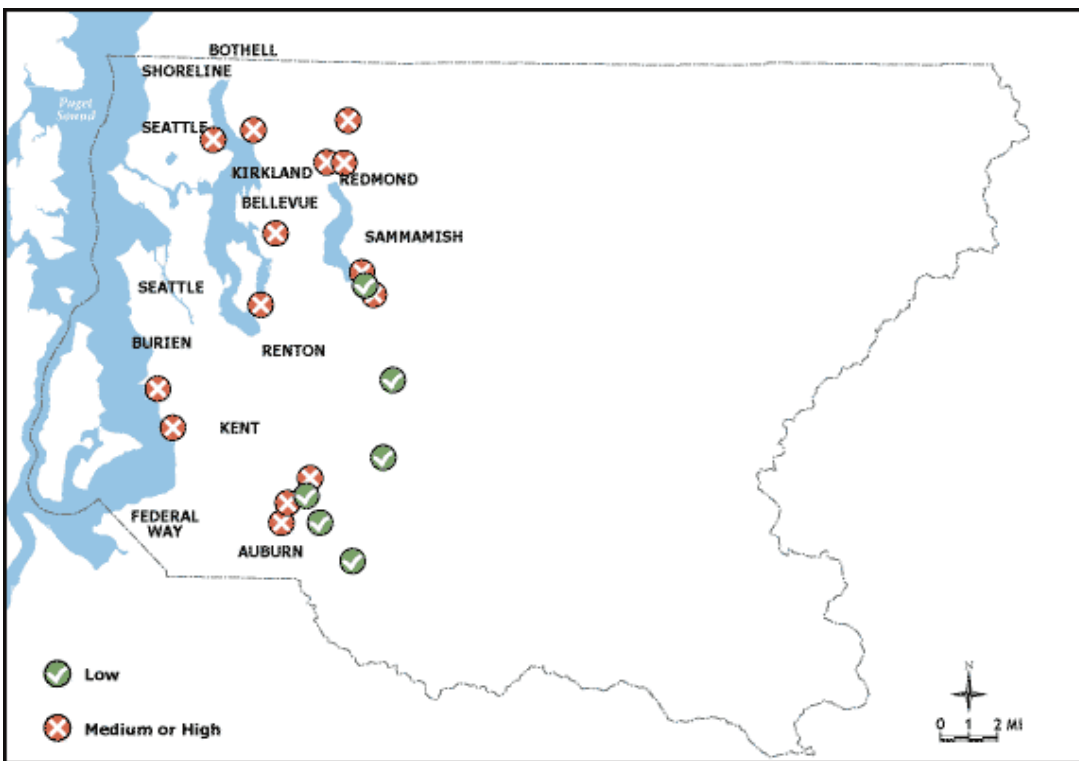 BOTHELL
SHORELINE
Puget
Sound
SEATTLE
KIRKLAND
REDMOND
BELLEVUE
SAMMAMISH
SEATTLE
BURIEN
RENTON
KENT
FEDERAL
WAY
AUBURN
Low
Medium or High
N
0 1 2 MI